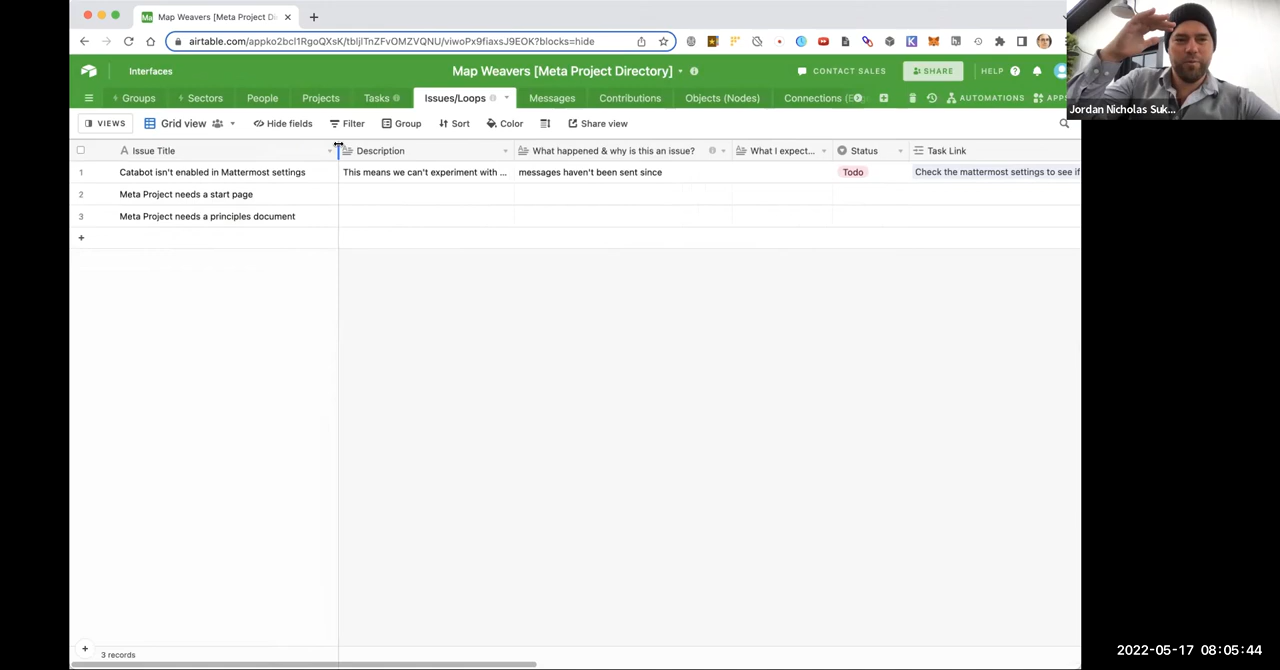 Map Weavers [Meta Project Di
airtable.com/appko2bcl1RgoQXsK/tbljlTnZFvOMZVQNU/viwoPx9fiaxsJ9EOK?blocks=hide
Interfaces
Map Weavers [Meta Project Directory]
CONTACT SALES
SHARE
HELP
Jordan Nicholas Suk...
Groups
Sectors
People
Projects
Tasks
Issues/Loops
Messages
Contributions
Objects (Nodes)
Connections (E
AUTOMATIONS
APP
VIEWS
Grid view
Hide fields
Filter
Group
Sort
Color
Share view
Issue Title
Description
What happened & why is this an issue?
What I expect...
Status
Task Link
1 Catabot isn't enabled in Mattermost settings This means we can't experiment with ... messages haven't been sent since Todo Check the mattermost settings to see if
2 Meta Project needs a start page
3 Meta Project needs a principles document
+
3 records
2022-05-17 08:05:44